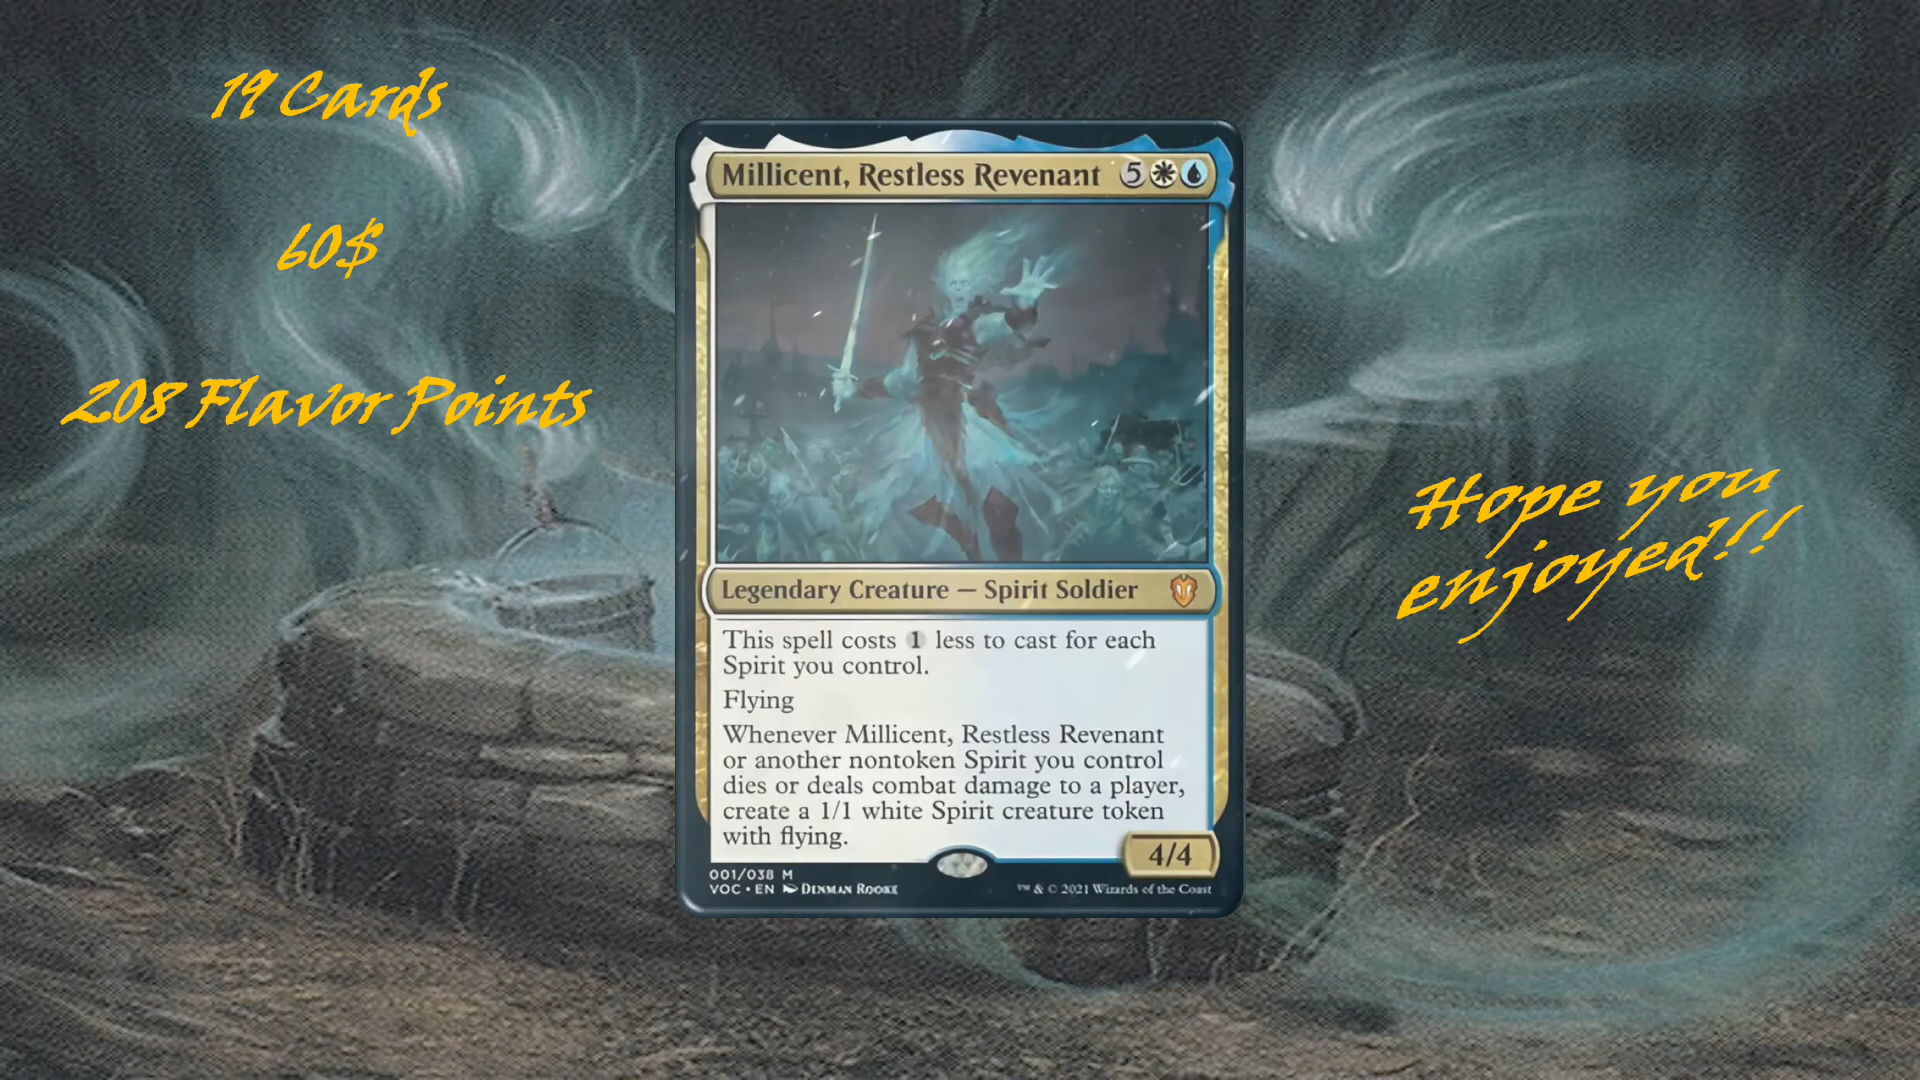 19 Cards
60$
208 Flavor Points
Millicent, Restless Revenant 5
Legendary Creature — Spirit Soldier
This spell costs 1 less to cast for each
Spirit you control.
Flying
Whenever Millicent, Restless Revenant
or another nontoken Spirit you control
dies or deals combat damage to a player,
create a 1/1 white Spirit creature token
with flying.
4/4
001/038 M
VOC • EN Denman Rooke
™ & © 2021 Wizards of the Coast
Hope you
enjoyed!!